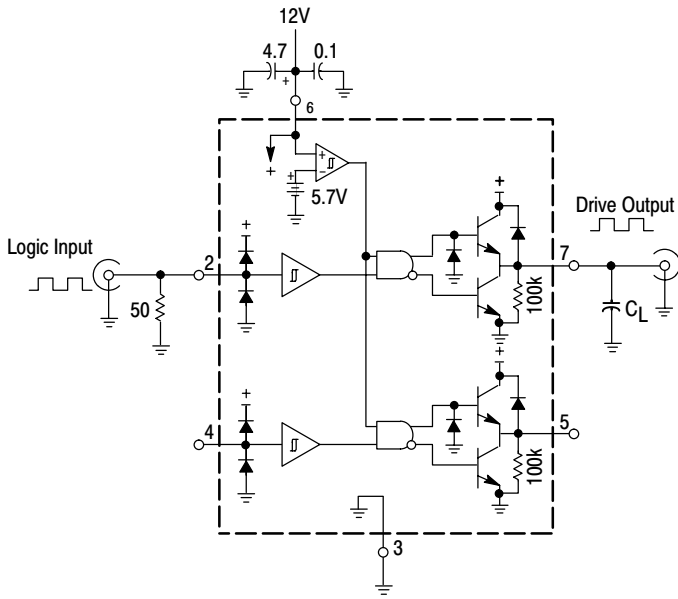 12V
4.7
0.1
+
6
+
+
−
+
5.7V
+
+
Drive Output
Logic Input
2
7
50
100k
CL
+
+
4
5
100k
3